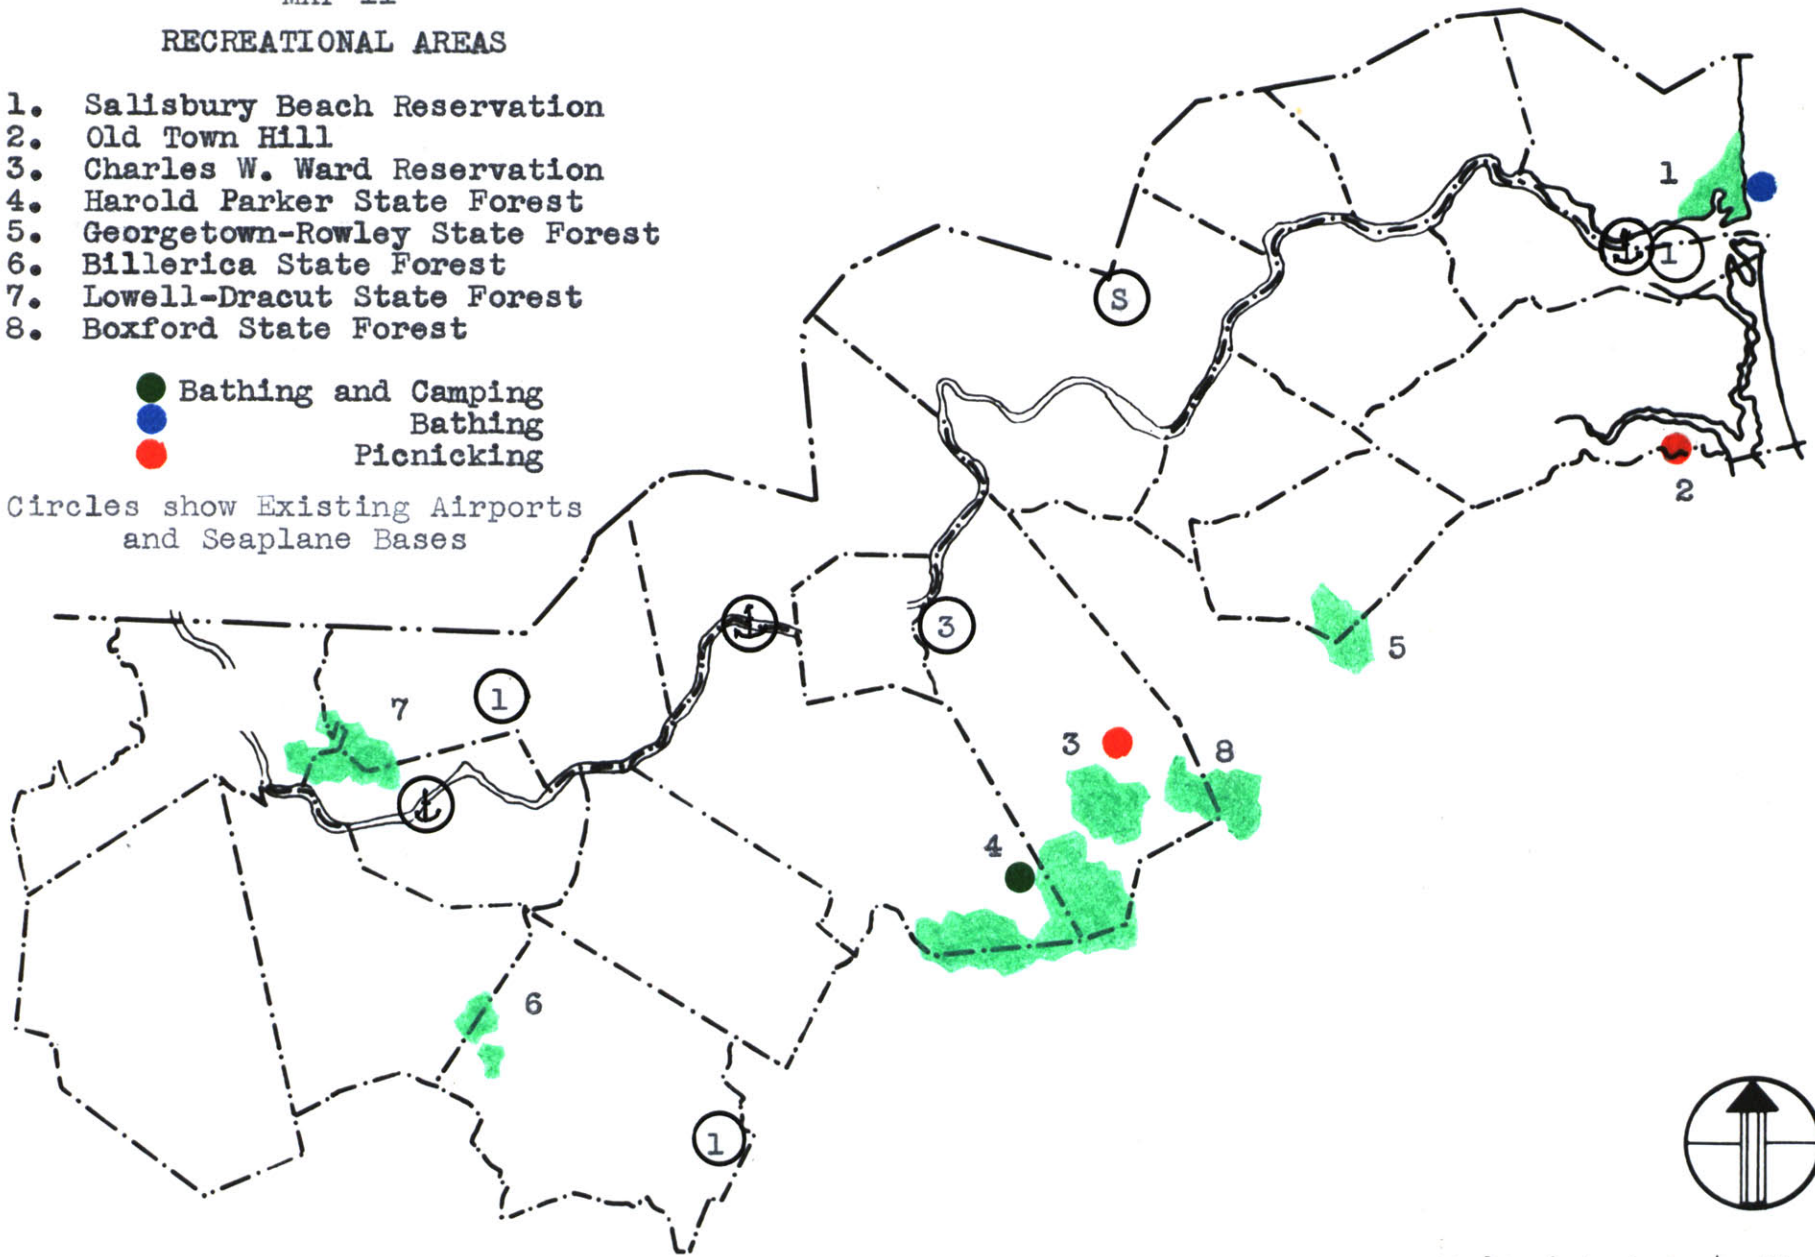 MAP 11
RECREATIONAL AREAS
1. Salisbury Beach Reservation
2. Old Town Hill
3. Charles W. Ward Reservation
4. Harold Parker State Forest
5. Georgetown-Rowley State Forest
6. Billerica State Forest
7. Lowell-Dracut State Forest
8. Boxford State Forest
Bathing and Camping
Bathing
Picnicking
Circles show Existing Airports
and Seaplane Bases
1
1
S
2
3
5
7
1
3
8
4
6
1